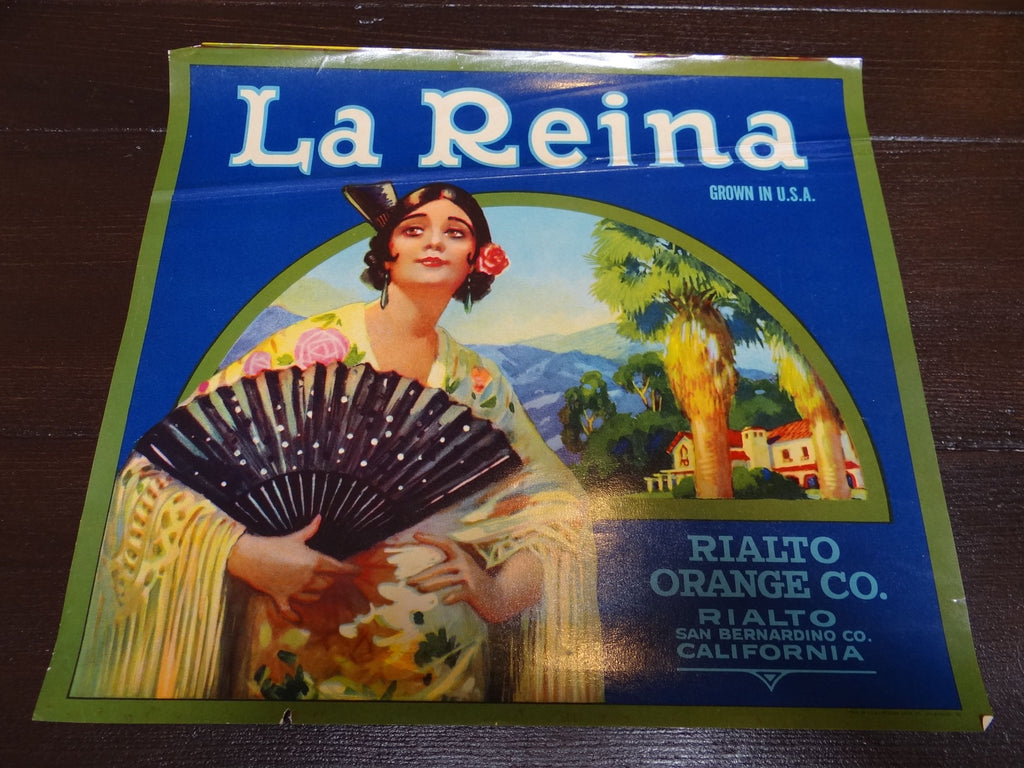 La Reina
GROWN IN U.S.A.
RIALTO
ORANGE CO.
RIALTO
SAN BERNARDINO CO.
CALIFORNIA